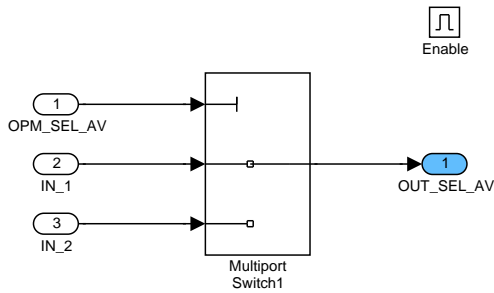 Enable
1
OPM_SEL_AV
2
IN_1
1
OUT_SEL_AV
3
IN_2
Multiport
Switch1